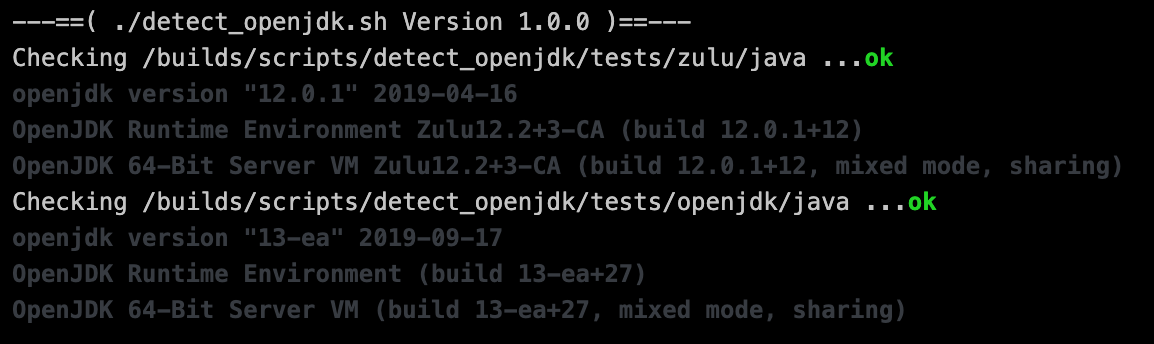 ---==( ./detect_openjdk.sh Version 1.0.0 )==---
Checking /builds/scripts/detect_openjdk/tests/zulu/java ...ok
openjdk version "12.0.1" 2019-04-16
OpenJDK Runtime Environment Zulu12.2+3-CA (build 12.0.1+12)
OpenJDK 64-Bit Server VM Zulu12.2+3-CA (build 12.0.1+12, mixed mode, sharing)
Checking /builds/scripts/detect_openjdk/tests/openjdk/java ...ok
openjdk version "13-ea" 2019-09-17
OpenJDK Runtime Environment (build 13-ea+27)
OpenJDK 64-Bit Server VM (build 13-ea+27, mixed mode, sharing)